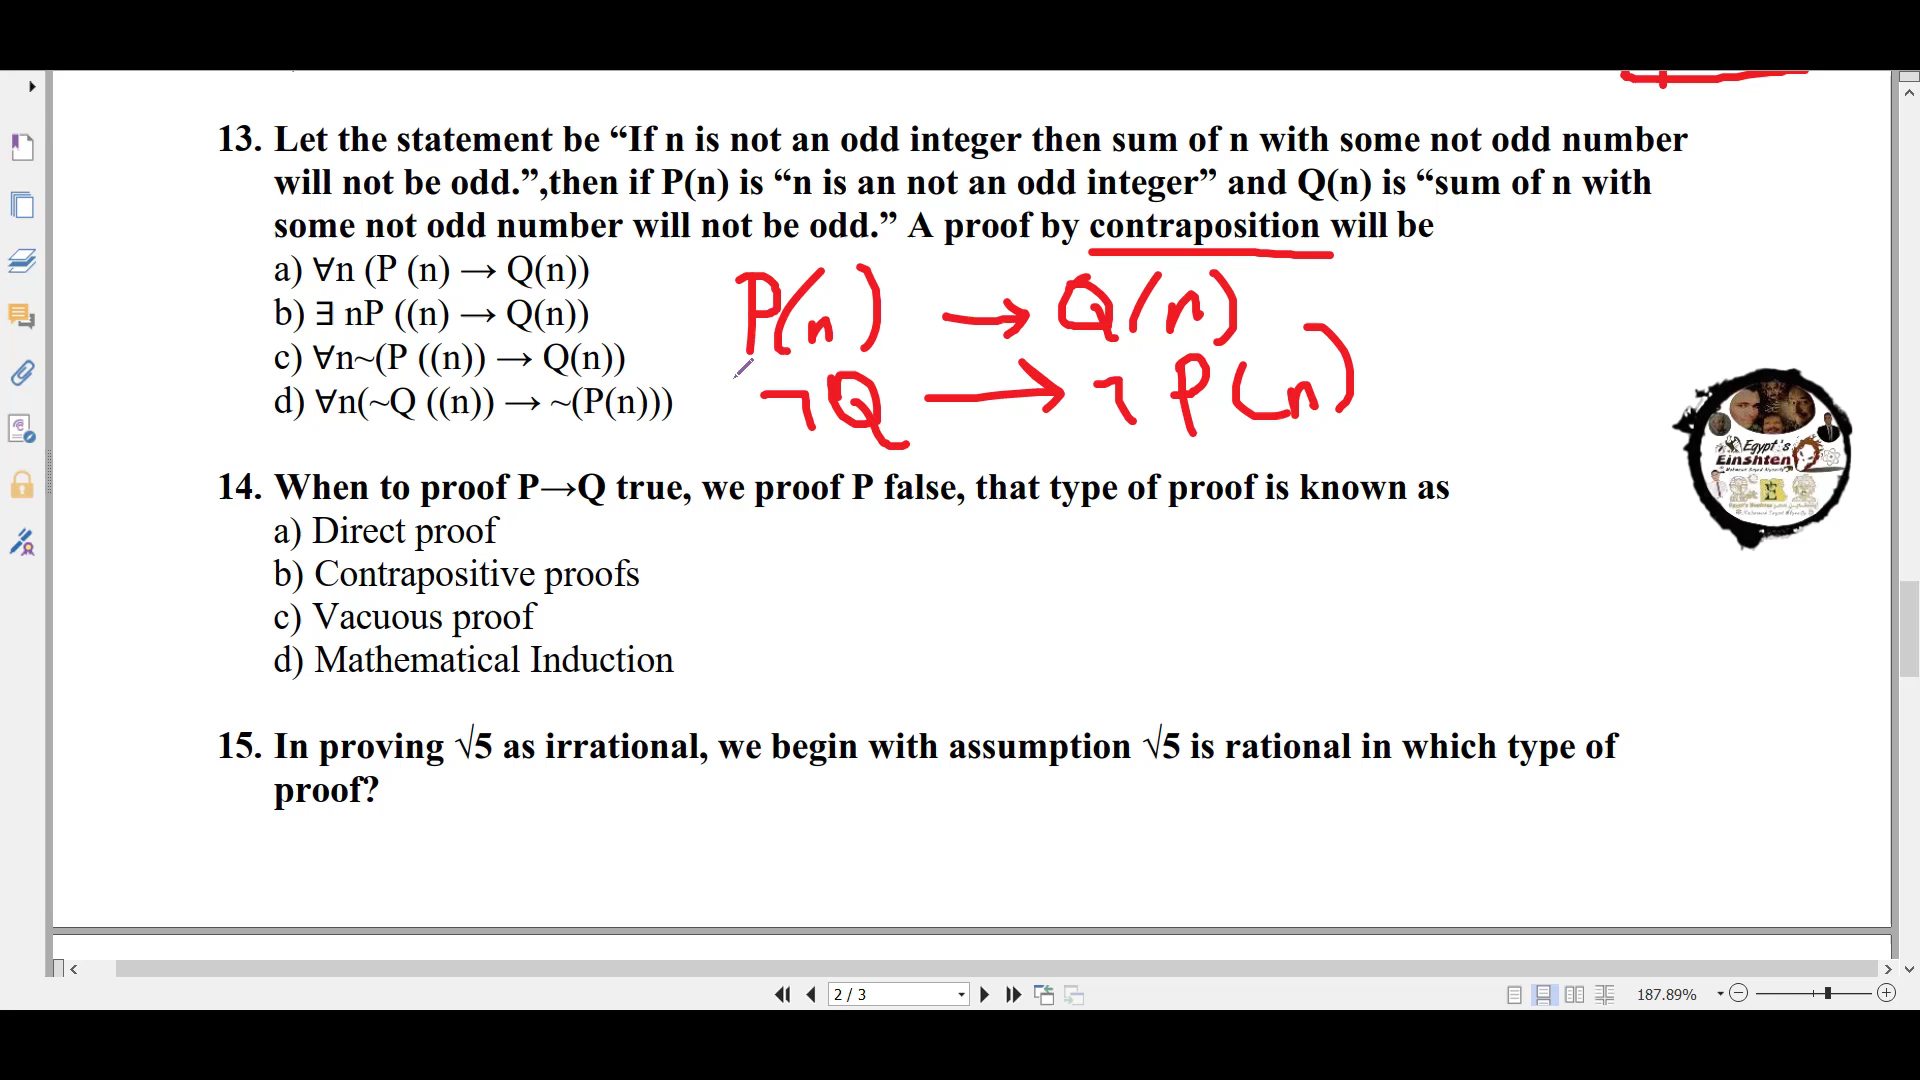 13. Let the statement be “If n is not an odd integer then sum of n with some not odd number
will not be odd.”,then if P(n) is “n is an not an odd integer” and Q(n) is “sum of n with
some not odd number will not be odd.” A proof by contraposition will be
a) ∀n (P (n) → Q(n))
b) ∃ nP ((n) → Q(n))
c) ∀n~(P ((n)) → Q(n))
d) ∀n(~Q ((n)) → ~(P(n)))
P(n) → Q(n)
¬Q → ¬P(n)
Egypt's
Einshten
14. When to proof P→Q true, we proof P false, that type of proof is known as
a) Direct proof
b) Contrapositive proofs
c) Vacuous proof
d) Mathematical Induction
15. In proving √5 as irrational, we begin with assumption √5 is rational in which type of
proof?
2 / 3
187.89%